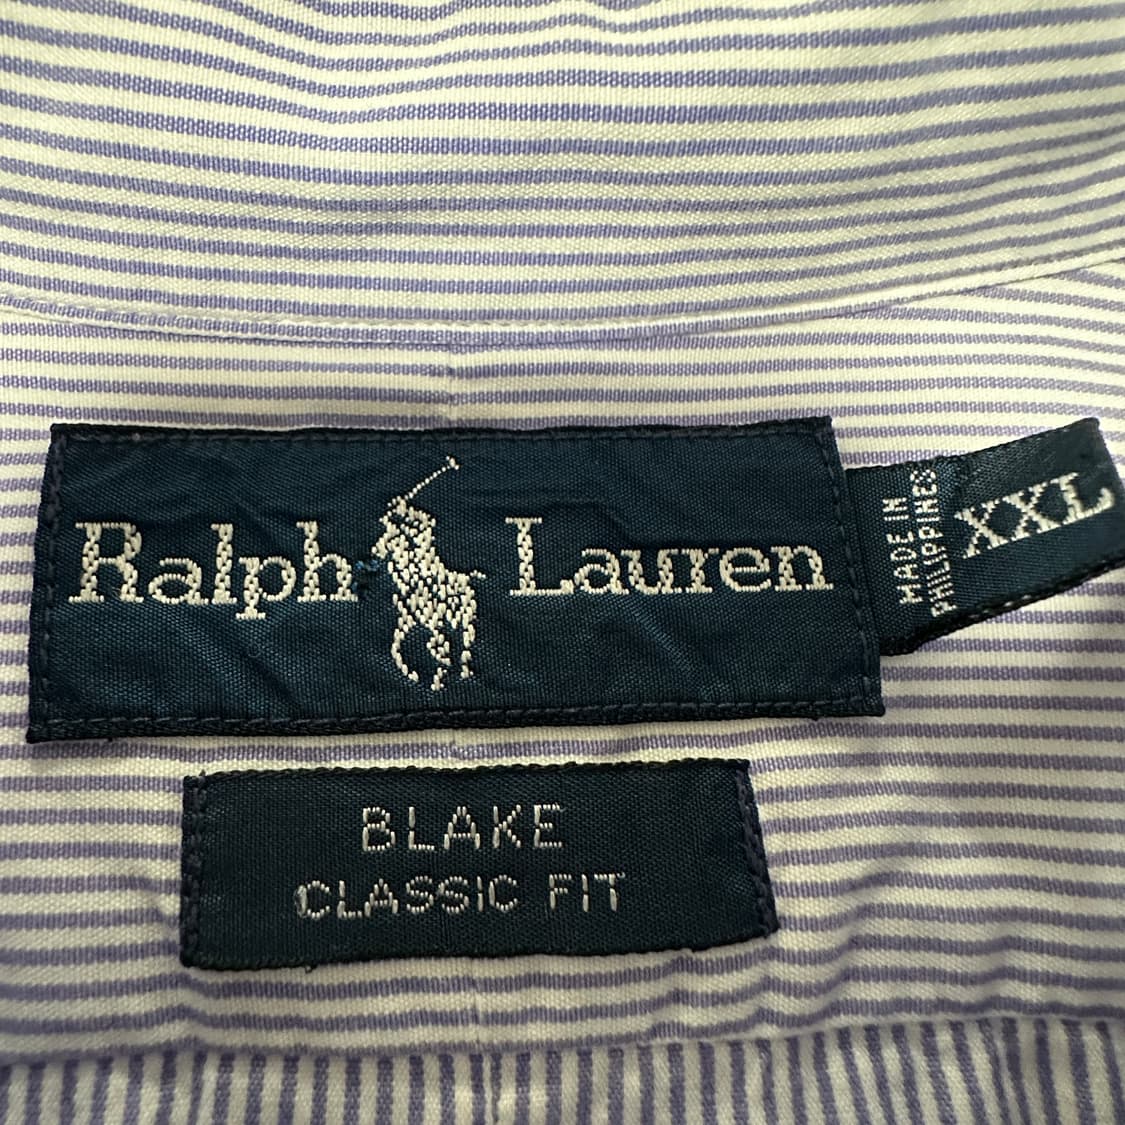 Ralph Lauren
MADE IN
PHILIPPINES
XXL
BLAKE
CLASSIC FIT